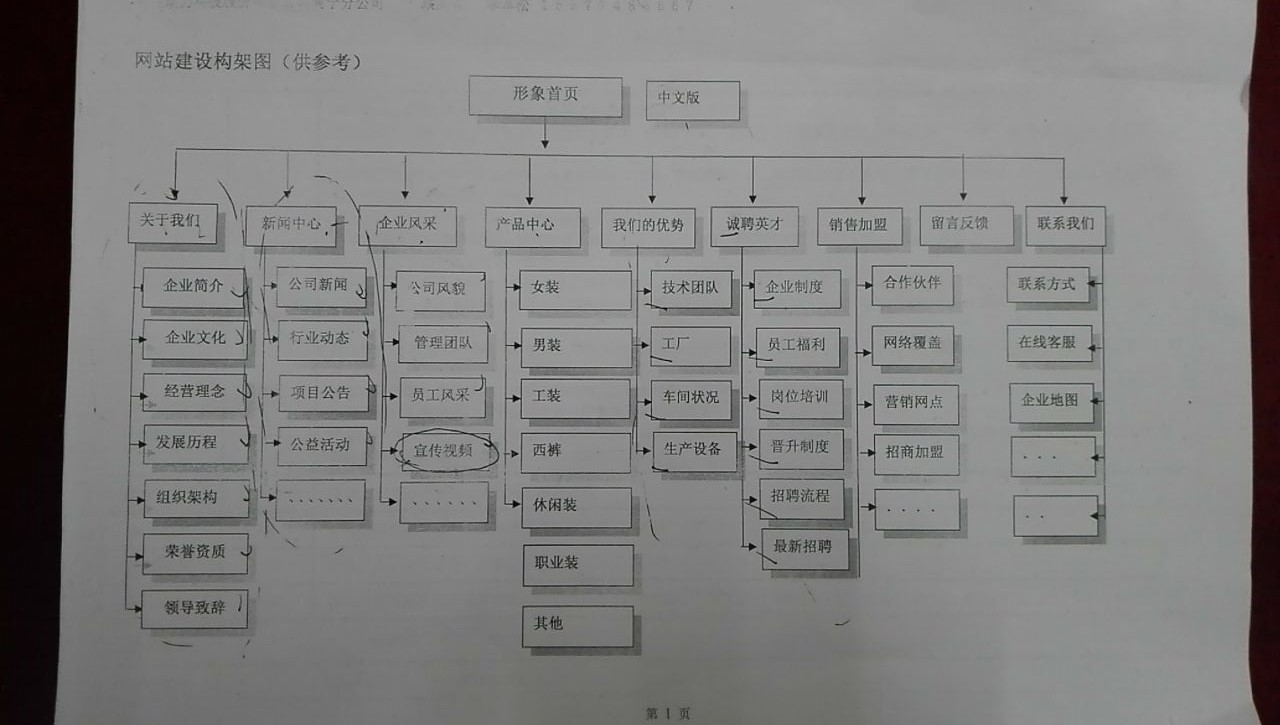 网站建设构架图（供参考）
形象首页
中文版
关于我们
新闻中心
企业风采
产品中心
我们的优势
诚聘英才
销售加盟
留言反馈
联系我们
企业简介
企业文化
经营理念
发展历程
组织架构
荣誉资质
领导致辞
公司新闻
行业动态
项目公告
公益活动
.......
公司风貌
管理团队
员工风采
宣传视频
......
女装
男装
工装
西裤
休闲装
职业装
其他
技术团队
工厂
车间状况
生产设备
企业制度
员工福利
岗位培训
晋升制度
招聘流程
最新招聘
合作伙伴
网络覆盖
营销网点
招商加盟
....
联系方式
在线客服
企业地图
...
..
第 1 页